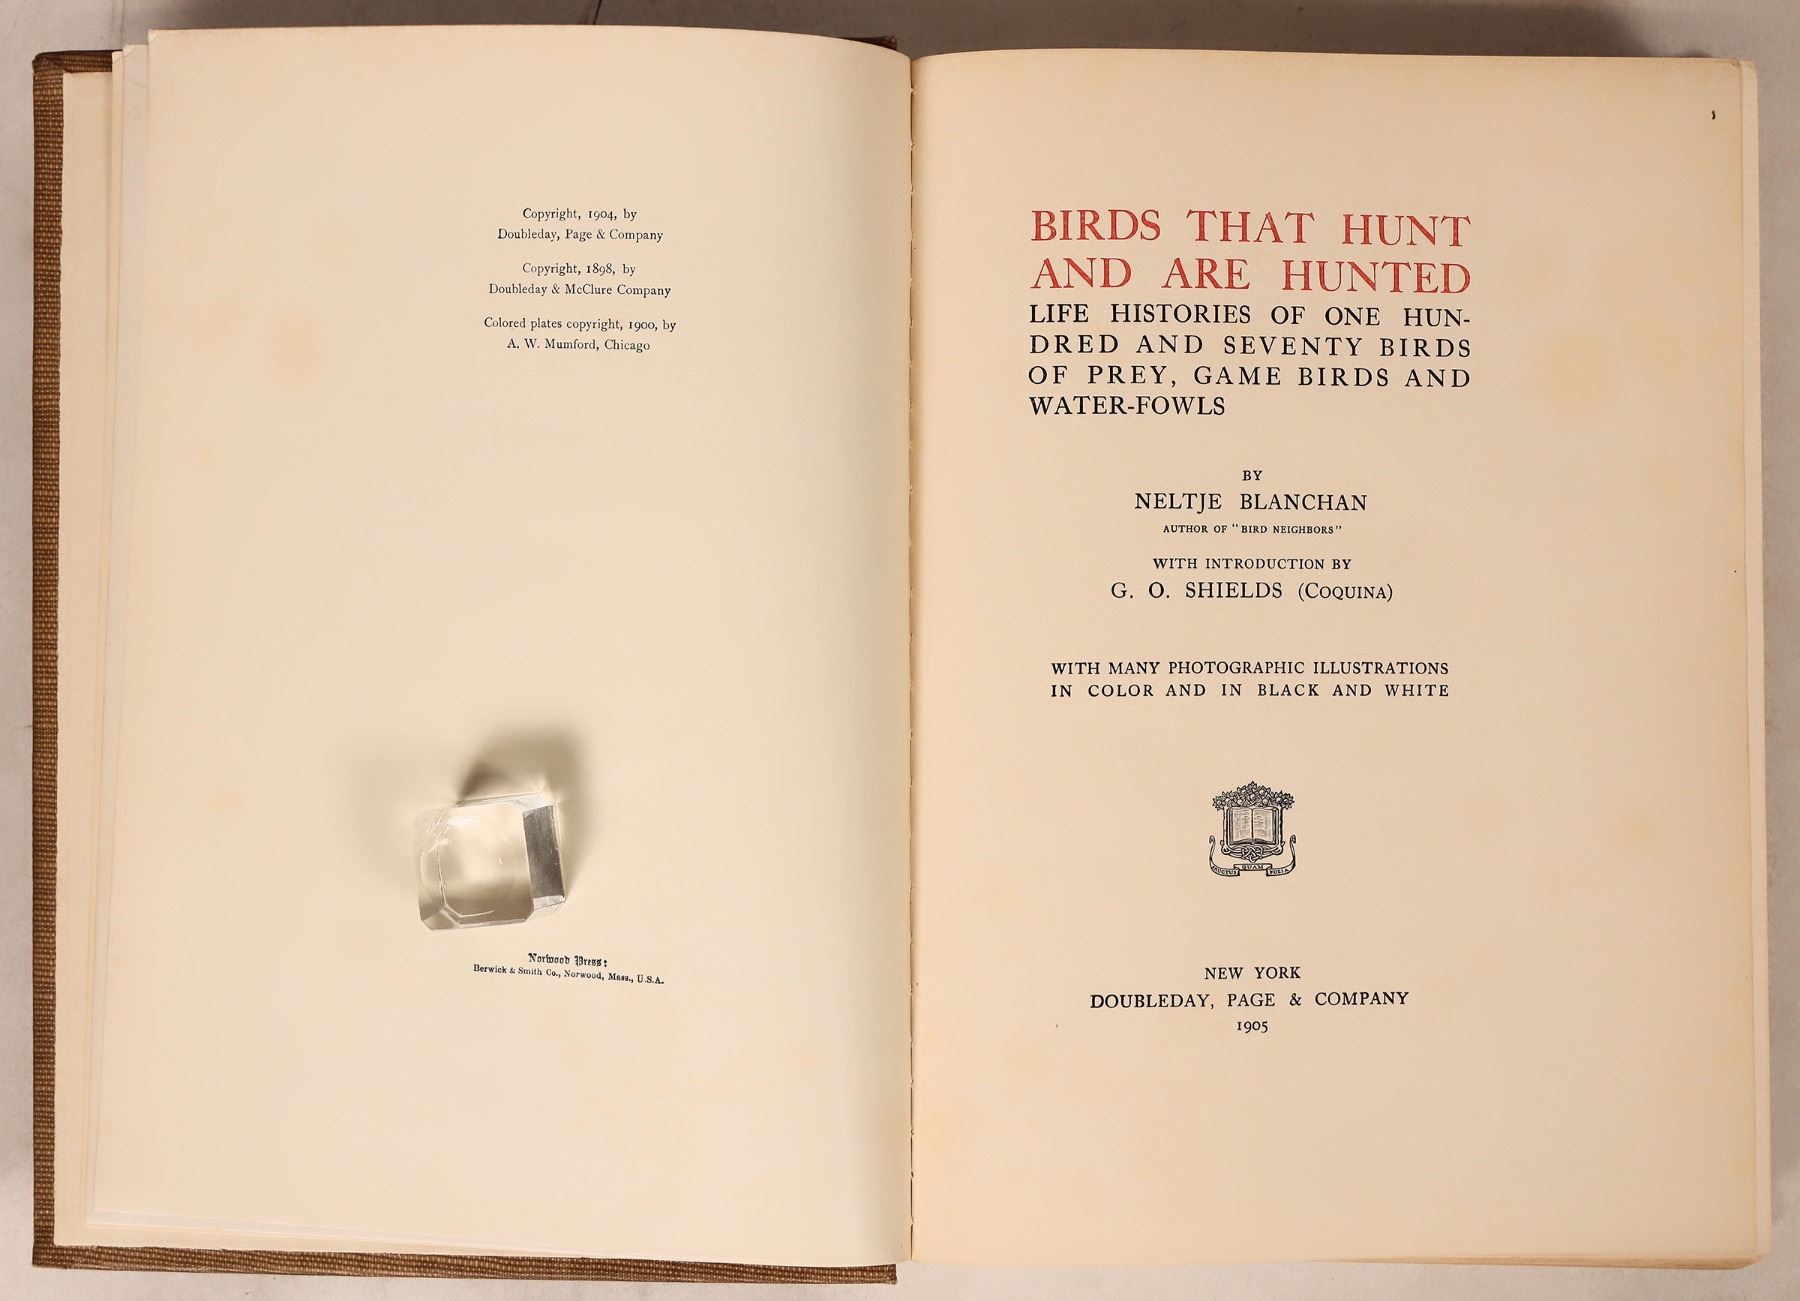 Copyright, 1904, by
Doubleday, Page & Company
Copyright, 1898, by
Doubleday & McClure Company
Colored plates copyright, 1900, by
A. W. Mumford, Chicago
Norwood Press:
Berwick & Smith Co., Norwood, Mass., U.S.A.
BIRDS THAT HUNT
AND ARE HUNTED
LIFE HISTORIES OF ONE HUN-
DRED AND SEVENTY BIRDS
OF PREY, GAME BIRDS AND
WATER-FOWLS
BY
NELTJE BLANCHAN
AUTHOR OF "BIRD NEIGHBORS"
WITH INTRODUCTION BY
G. O. SHIELDS (COQUINA)
WITH MANY PHOTOGRAPHIC ILLUSTRATIONS
IN COLOR AND IN BLACK AND WHITE
FRUCTUS QUAM FOLIA
NEW YORK
DOUBLEDAY, PAGE & COMPANY
1905